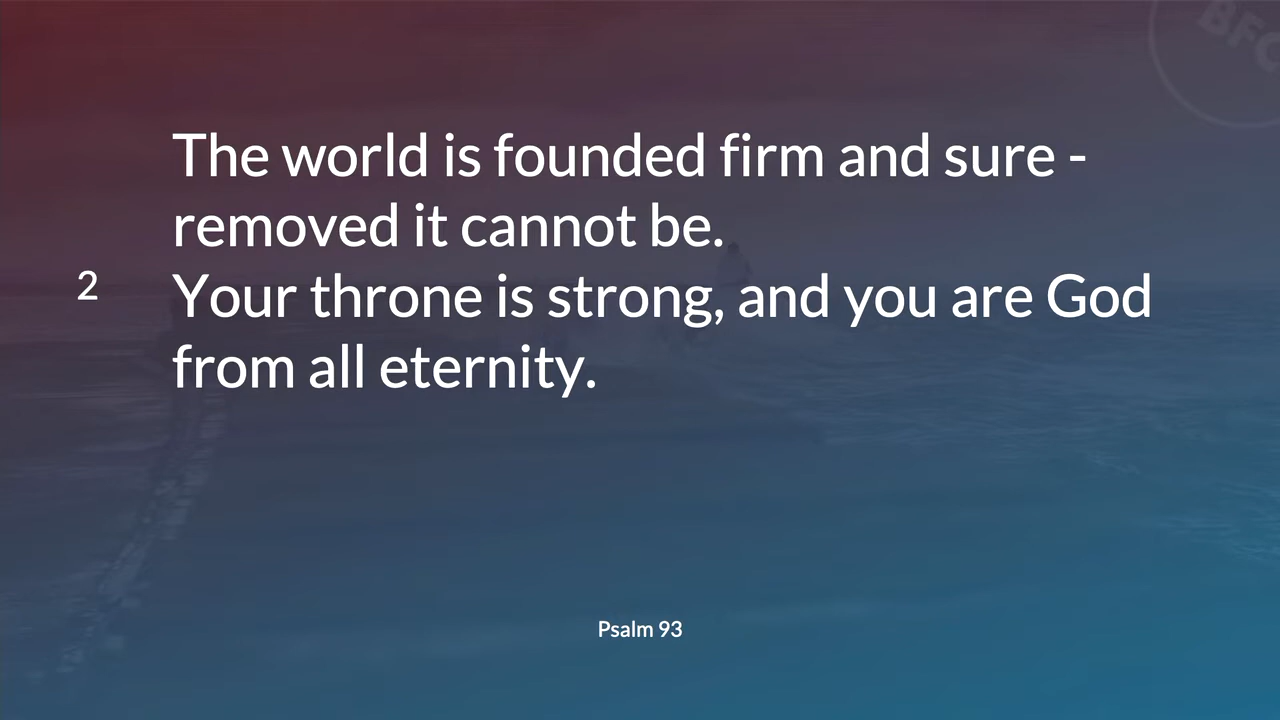 BFC
The world is founded firm and sure -
removed it cannot be.
2 Your throne is strong, and you are God
from all eternity.
Psalm 93